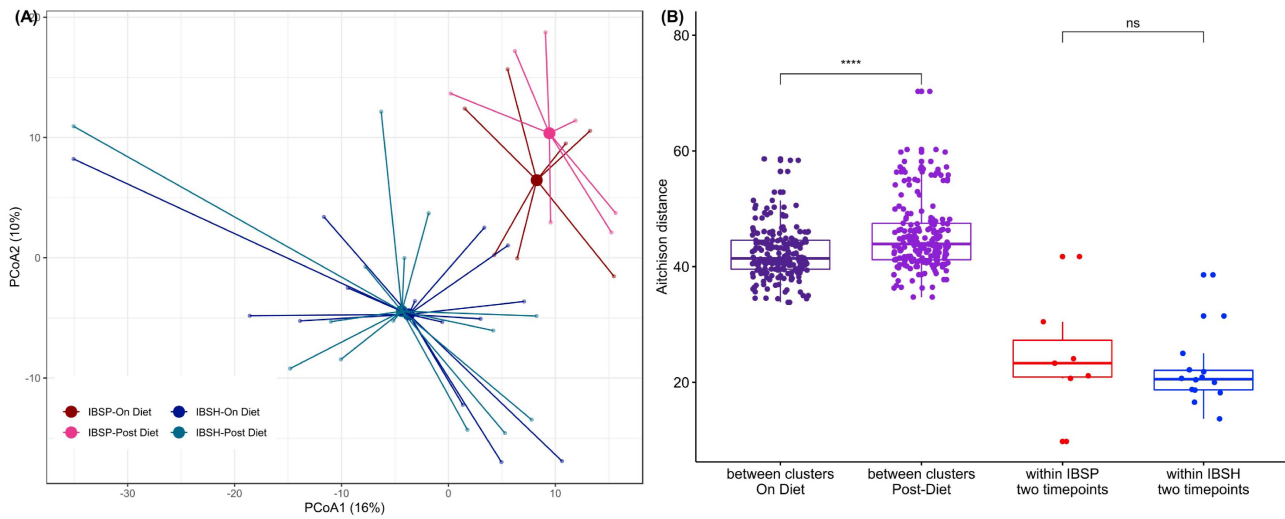 (A)
20
10
0
-10
PCoA2 (10%)
-30
-20
-10
0
10
PCoA1 (16%)
IBSP-On Diet
IBSH-On Diet
IBSP-Post Diet
IBSH-Post Diet
(B)
80
60
40
20
Aitchison distance
****
ns
between clusters
On Diet
between clusters
Post-Diet
within IBSP
two timepoints
within IBSH
two timepoints